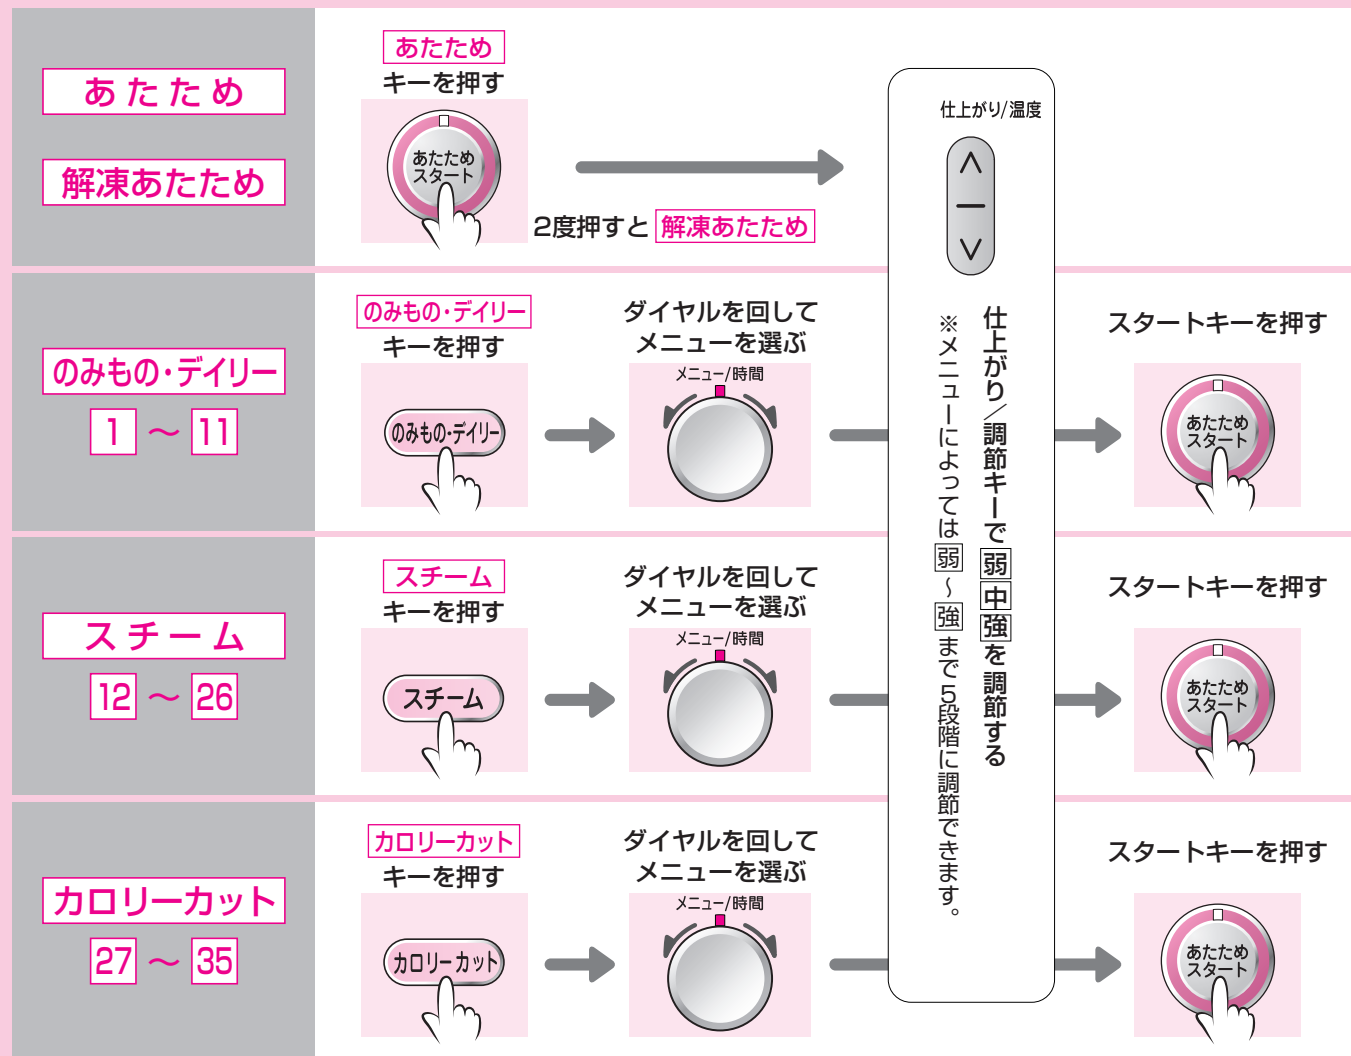 あたため
解凍あたため
あたため
キーを押す
あたため
スタート
2度押すと 解凍あたため
のみもの・デイリー
1 ～ 11
のみもの・デイリー
キーを押す
のみもの・デイリー
ダイヤルを回して
メニューを選ぶ
メニュー/時間
スタートキーを押す
あたため
スタート
スチーム
12 ～ 26
スチーム
キーを押す
スチーム
ダイヤルを回して
メニューを選ぶ
メニュー/時間
スタートキーを押す
あたため
スタート
カロリーカット
27 ～ 35
カロリーカット
キーを押す
カロリーカット
ダイヤルを回して
メニューを選ぶ
メニュー/時間
スタートキーを押す
あたため
スタート
仕上がり/温度
仕上がり/調節キーで 弱 中 強 を調節する
※メニューによっては 弱 ～ 強 まで5段階に調節できます。